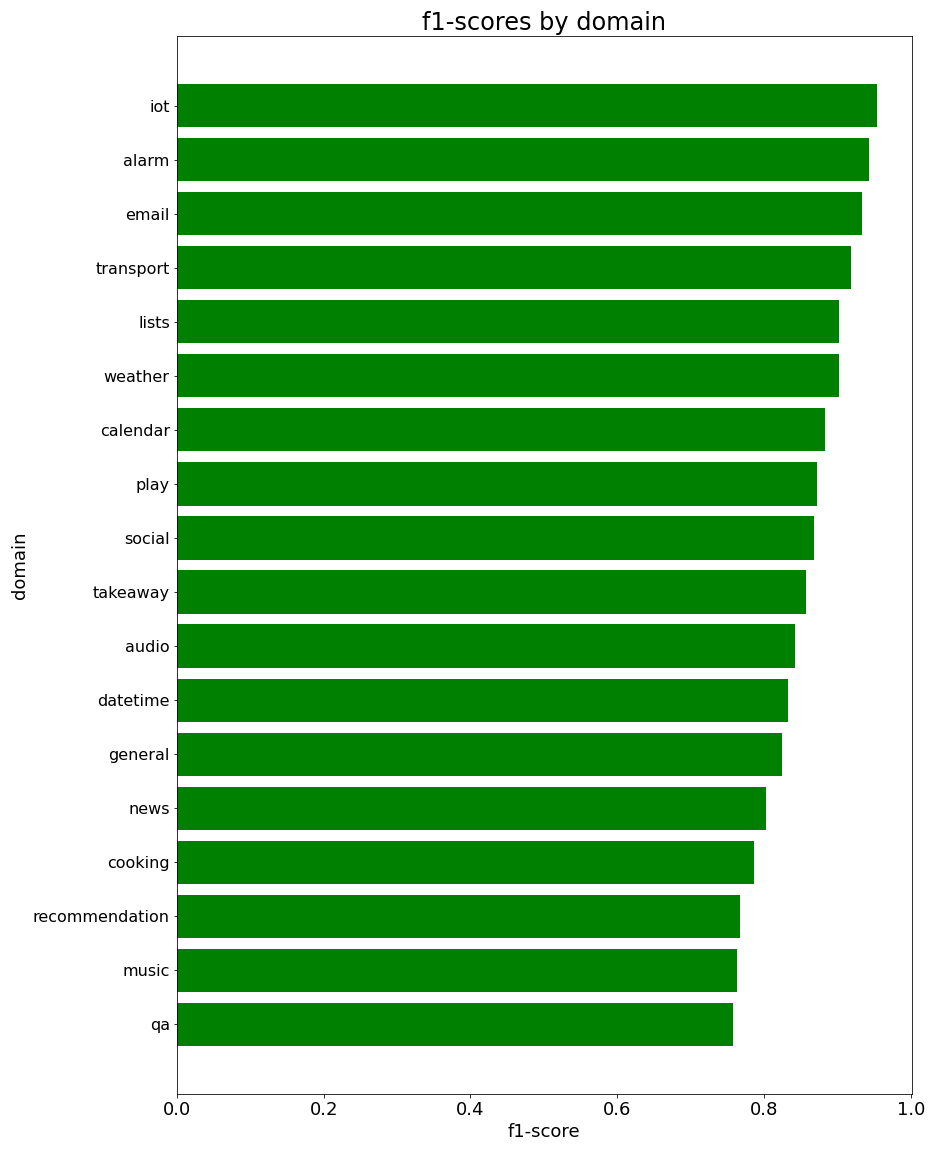 f1-scores by domain
iot
alarm
email
transport
lists
weather
calendar
play
social
takeaway
audio
datetime
general
news
cooking
recommendation
music
qa
domain
0.0 0.2 0.4 0.6 0.8 1.0
f1-score